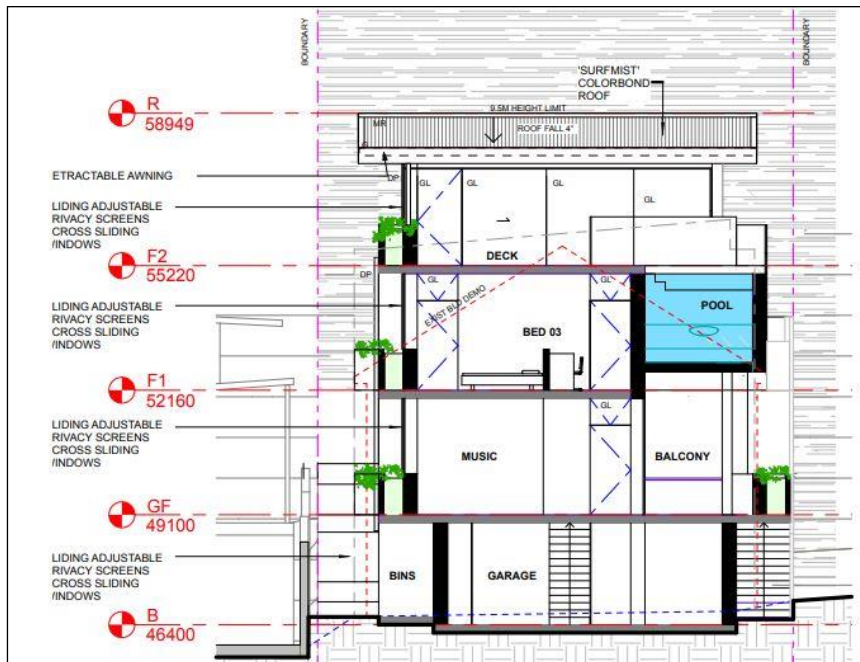 BOUNDARY
BOUNDARY
'SURFMIST'
COLORBOND
ROOF
R
58949
9.5M HEIGHT LIMIT
MR
ROOF FALL 4°
ETRACTABLE AWNING
DP
GL
GL
GL
GL
LIDING ADJUSTABLE
RIVACY SCREENS
CROSS SLIDING
/INDOWS
DECK
F2
55220
DP
GL
GL
POOL
LIDING ADJUSTABLE
RIVACY SCREENS
CROSS SLIDING
/INDOWS
EXIST BLD DEMO
BED 03
F1
52160
GL
LIDING ADJUSTABLE
RIVACY SCREENS
CROSS SLIDING
/INDOWS
MUSIC
BALCONY
GF
49100
LIDING ADJUSTABLE
RIVACY SCREENS
CROSS SLIDING
/INDOWS
BINS
GARAGE
B
46400